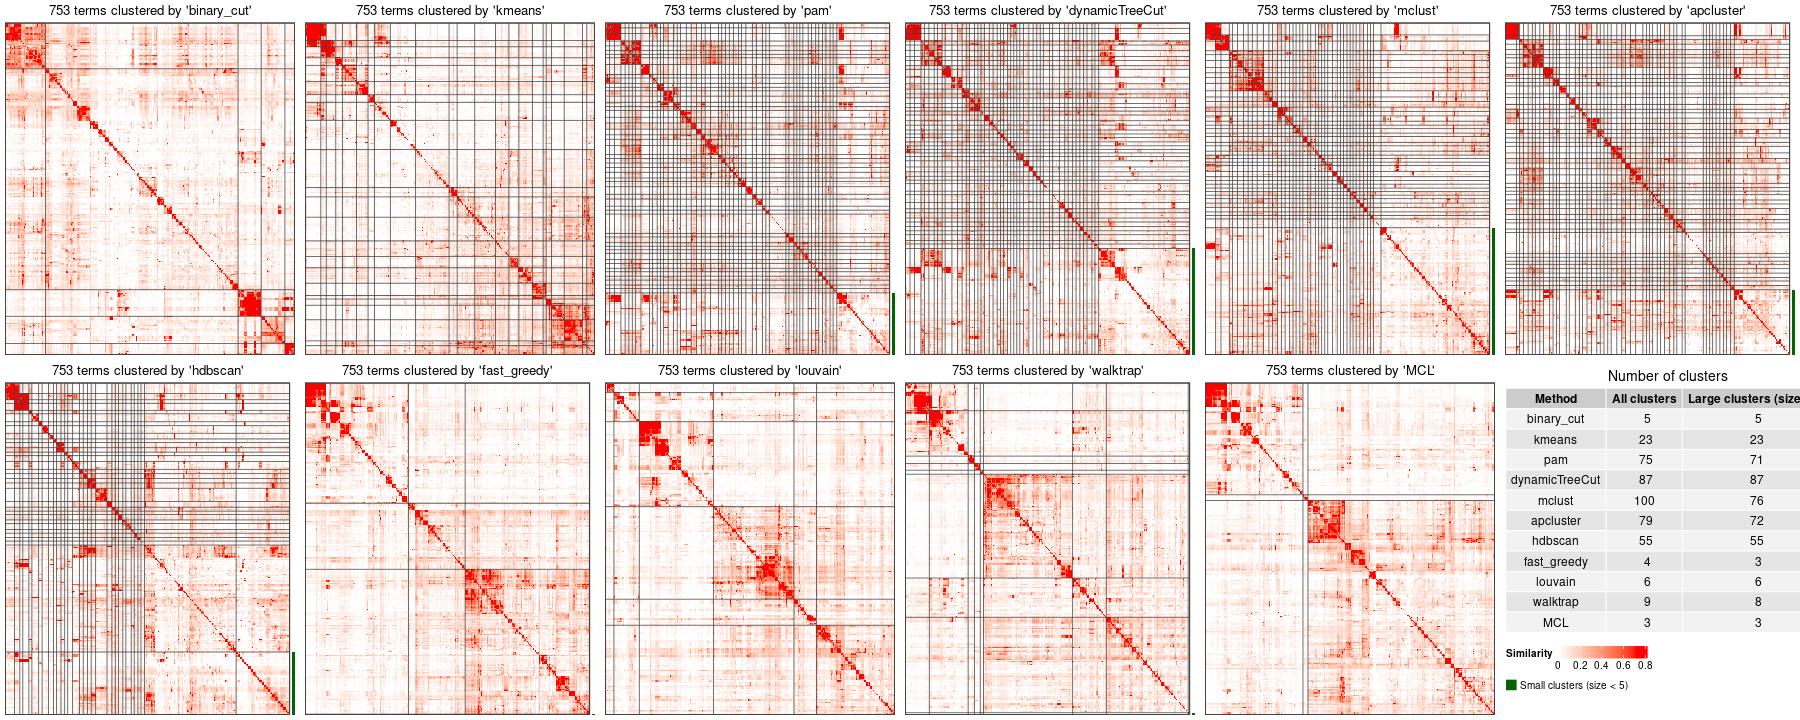 753 terms clustered by 'binary_cut'
753 terms clustered by 'kmeans'
753 terms clustered by 'pam'
753 terms clustered by 'dynamicTreeCut'
753 terms clustered by 'mclust'
753 terms clustered by 'apcluster'
753 terms clustered by 'hdbscan'
753 terms clustered by 'fast_greedy'
753 terms clustered by 'louvain'
753 terms clustered by 'walktrap'
753 terms clustered by 'MCL'
Number of clusters
Method All clusters Large clusters (size
binary_cut 5 5
kmeans 23 23
pam 75 71
dynamicTreeCut 87 87
mclust 100 76
apcluster 79 72
hdbscan 55 55
fast_greedy 4 3
louvain 6 6
walktrap 9 8
MCL 3 3
Similarity
0 0.2 0.4 0.6 0.8
Small clusters (size < 5)